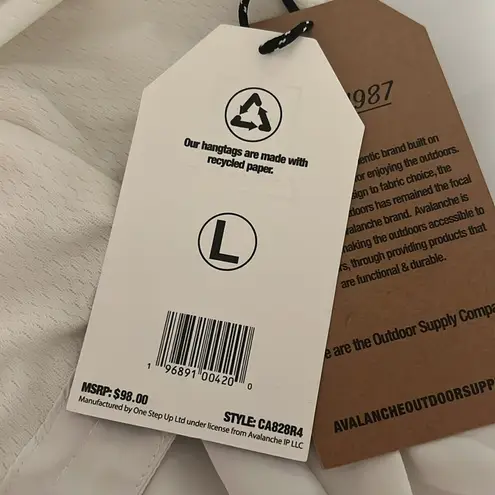 Our hangtags are made with
recycled paper.
L
1 96891 00420 0
MSRP: $98.00
STYLE: CA828R4
Manufactured by One Step Up Ltd under license from Avalanche IP LLC
1987
entic brand built on
or enjoying the outdoors.
sign to fabric choice, the
doors has remained the focal
valanche brand. Avalanche is
making the outdoors accessible to
rs, through providing products that
are functional & durable.
e are the Outdoor Supply Compa
AVALANCHEOUTDOORSUPP